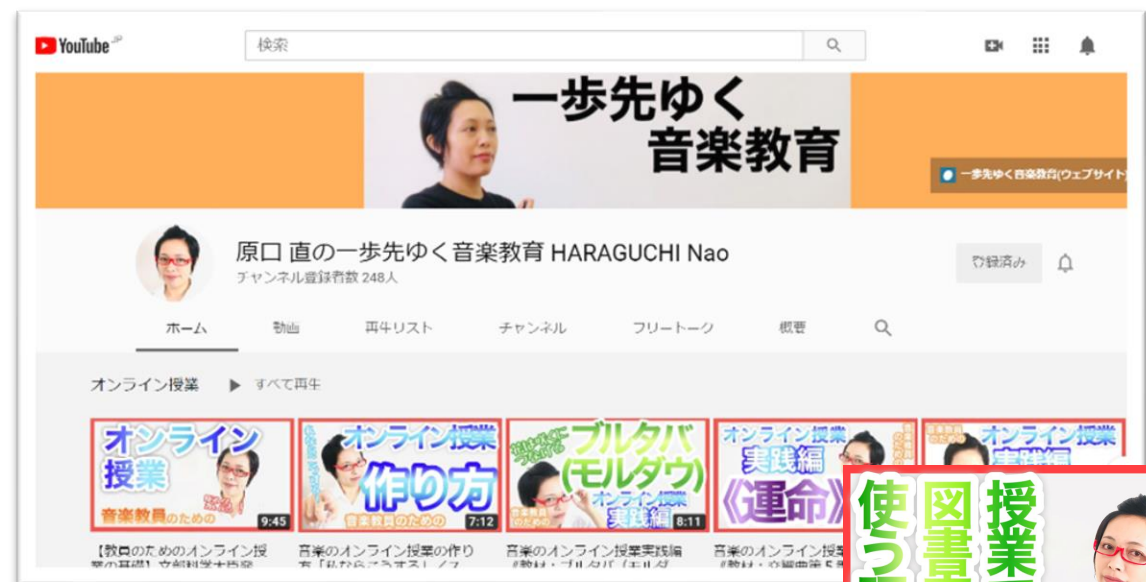 YouTube JP
検索
一歩先ゆく
音楽教育
一歩先ゆく音楽教育(ウェブサイト)
原口 直の一歩先ゆく音楽教育 HARAGUCHI Nao
チャンネル登録者数 248人
登録済み
ホーム 動画 再生リスト チャンネル フリートーク 概要
オンライン授業 ▶ すべて再生
オンライン
授業
音楽教員のための
9:45
オンライン授業
作り方
音楽教員のための
7:12
ブルタバ
(モルダウ)
オンライン授業
実践編
8:11
オンライン授業
実践編
《運命》
オンライン授業
実践編
【教員のためのオンライン授
音楽のオンライン授業の作り
音楽のオンライン授業実践編
音楽のオンライン授業
授業
図書
使う